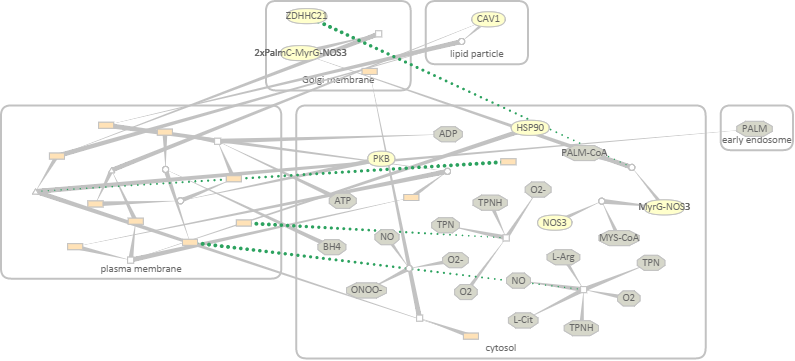 ZDHHC21
CAV1
2xPalmC-MyrG-NOS3
lipid particle
Golgi membrane
HSP90
PALM
ADP
early endosome
PALM-CoA
PKB
O2-
ATP
TPNH
MyrG-NOS3
TPN
NOS3
NO
MYS-CoA
BH4
O2-
L-Arg
TPN
plasma membrane
NO
ONOO-
O2
O2
L-Cit
TPNH
cytosol